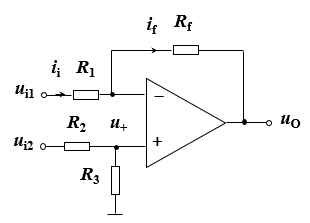 i_f R_f
i_i R_1
u_i1
−
R_2 u_+
u_O
u_i2
+
R_3